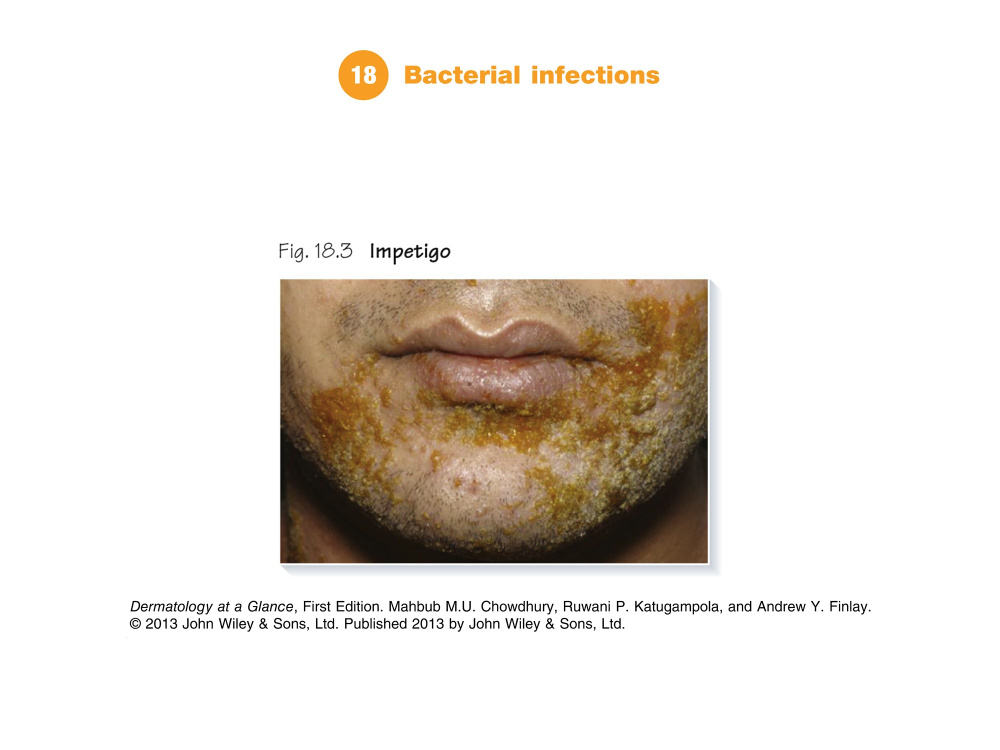 18 Bacterial infections
Fig. 18.3 Impetigo
Dermatology at a Glance, First Edition. Mahbub M.U. Chowdhury, Ruwani P. Katugampola, and Andrew Y. Finlay.
© 2013 John Wiley & Sons, Ltd. Published 2013 by John Wiley & Sons, Ltd.